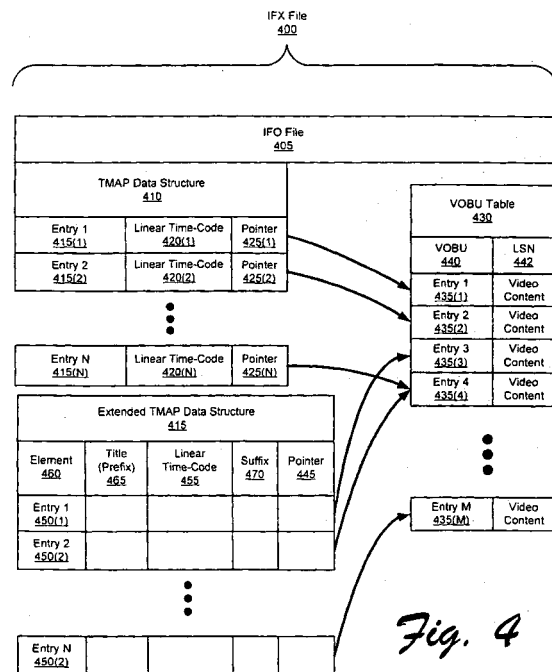 IFX File
400
IFO File
405
TMAP Data Structure
410
Entry 1
415(1)
Linear Time-Code
420(1)
Pointer
425(1)
Entry 2
415(2)
Linear Time-Code
420(2)
Pointer
425(2)
Entry N
415(N)
Linear Time-Code
420(N)
Pointer
425(N)
Extended TMAP Data Structure
415
Element
460
Title
(Prefix)
465
Linear
Time-Code
455
Suffix
470
Pointer
445
Entry 1
450(1)
Entry 2
450(2)
Entry N
450(2)
VOBU Table
430
VOBU
440
LSN
442
Entry 1
435(1)
Video
Content
Entry 2
435(2)
Video
Content
Entry 3
435(3)
Video
Content
Entry 4
435(4)
Video
Content
Entry M
435(M)
Video
Content
Fig. 4